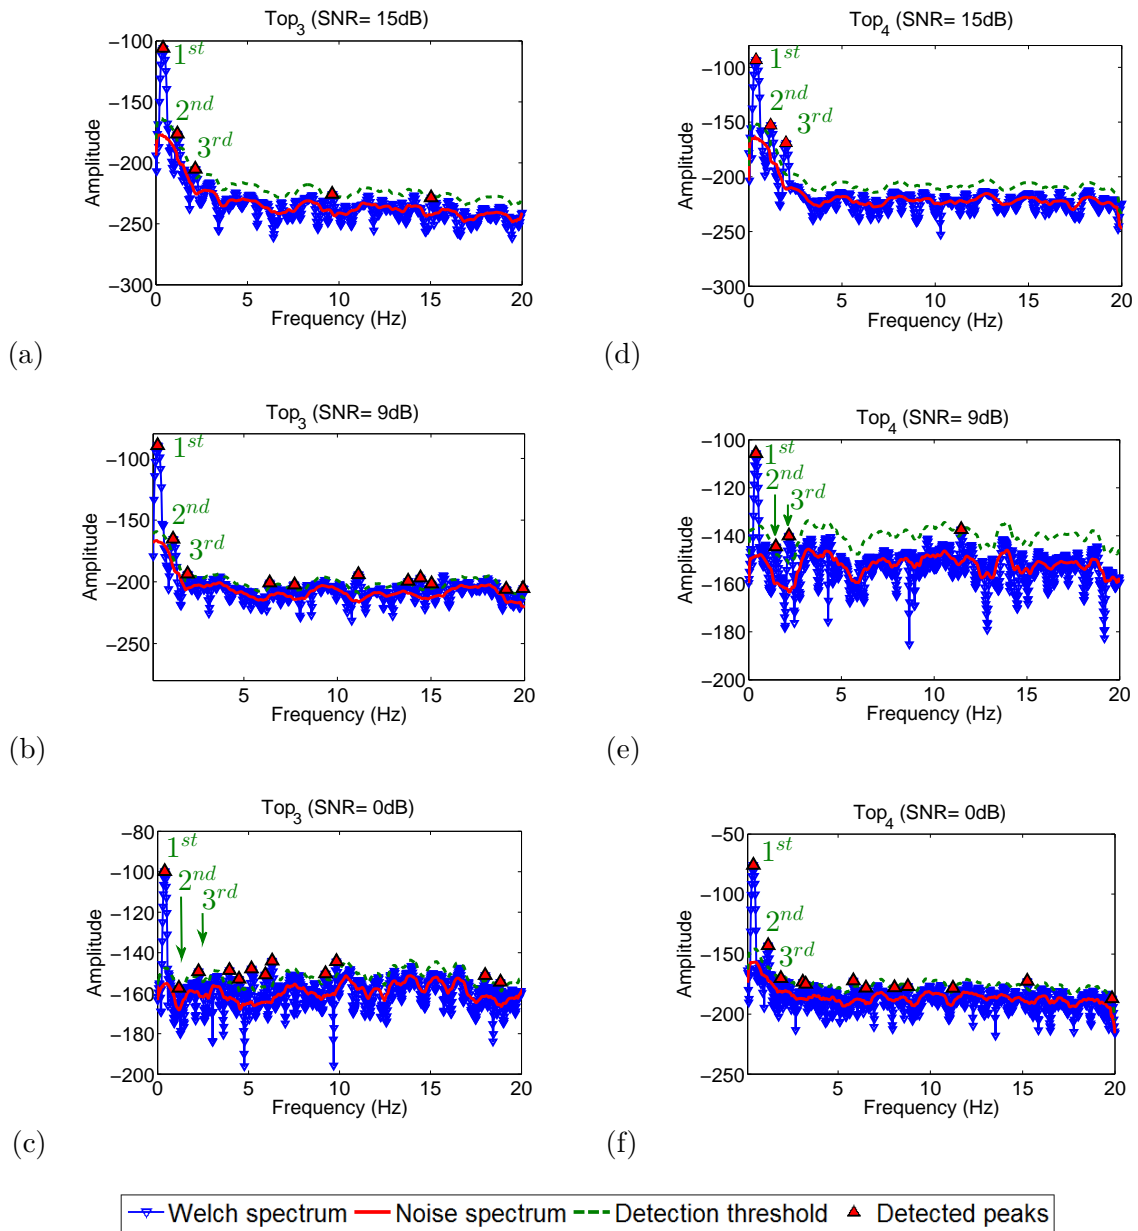 Top3 (SNR= 15dB)
−100
−150
−200
−250
−300
Amplitude
1st
2nd
3rd
0 5 10 15 20
Frequency (Hz)
(a)
Top4 (SNR= 15dB)
−100
−150
−200
−250
−300
Amplitude
1st
2nd
3rd
0 5 10 15 20
Frequency (Hz)
(d)
Top3 (SNR= 9dB)
−100
−150
−200
−250
Amplitude
1st
2nd
3rd
5 10 15 20
Frequency (Hz)
(b)
Top4 (SNR= 9dB)
−100
−120
−140
−160
−180
−200
Amplitude
1st
2nd
3rd
0 5 10 15 20
Frequency (Hz)
(e)
Top3 (SNR= 0dB)
−80
−100
−120
−140
−160
−180
−200
Amplitude
1st
2nd
3rd
0 5 10 15 20
Frequency (Hz)
(c)
Top4 (SNR= 0dB)
−50
−100
−150
−200
−250
Amplitude
1st
2nd
3rd
0 5 10 15 20
Frequency (Hz)
(f)
Welch spectrum Noise spectrum Detection threshold Detected peaks